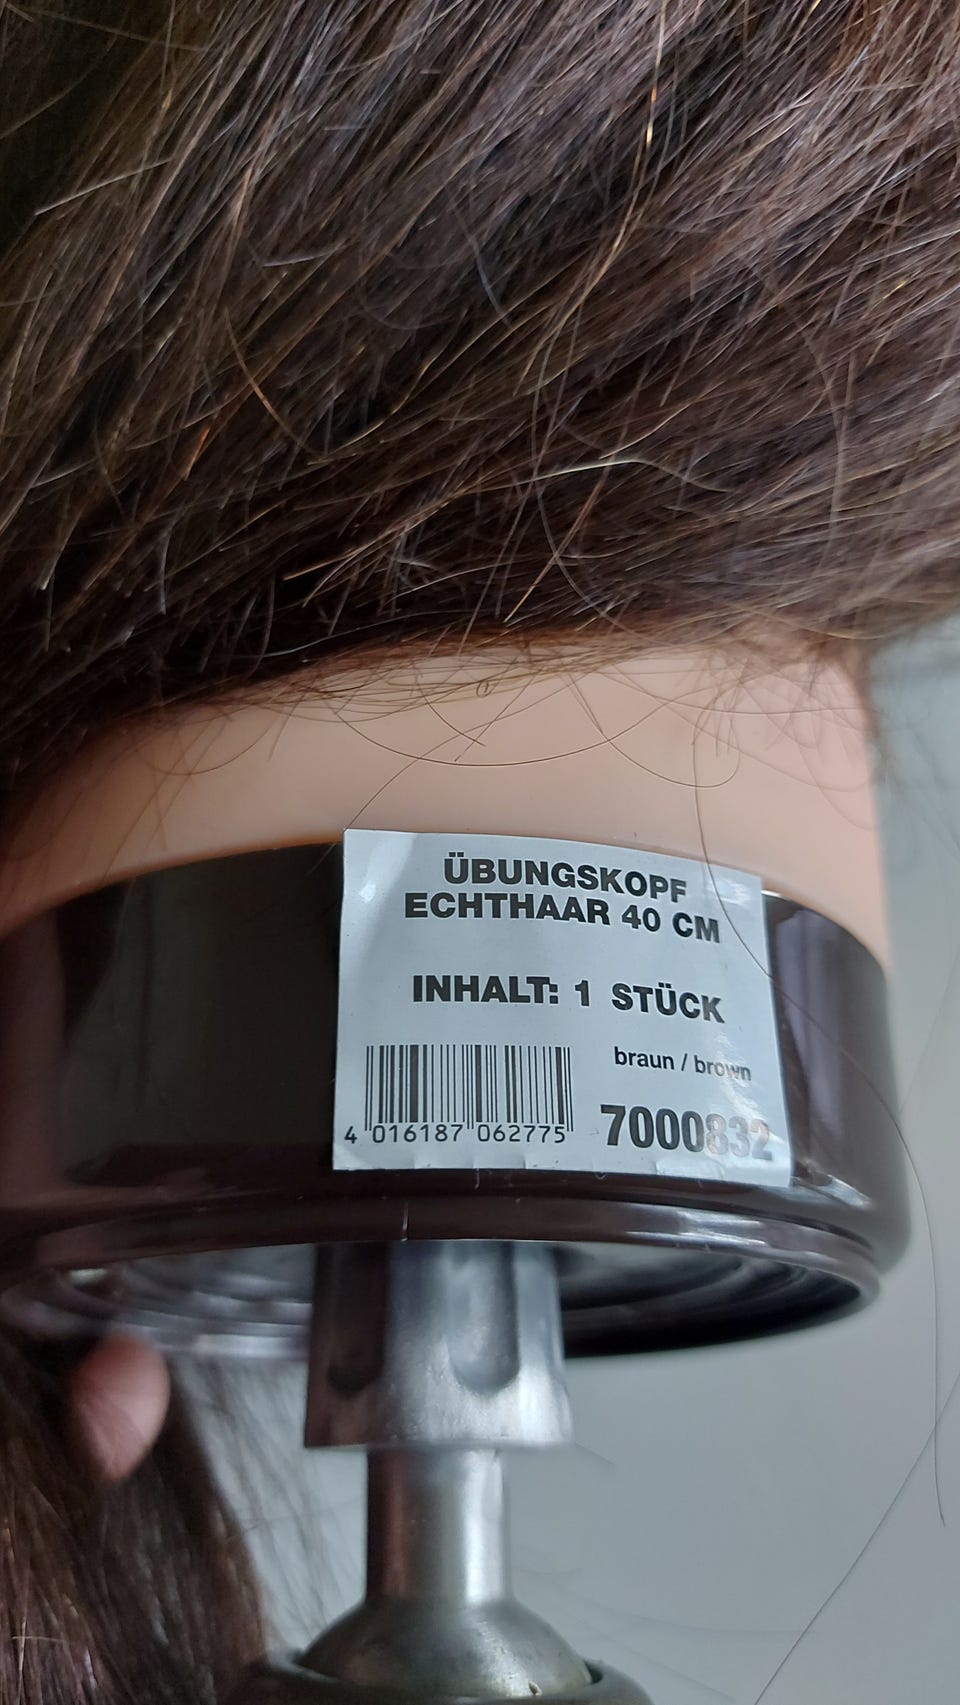 ÜBUNGSKOPF
ECHTHAAR 40 CM
INHALT: 1 STÜCK
braun / brown
4 016187 062775
7000832